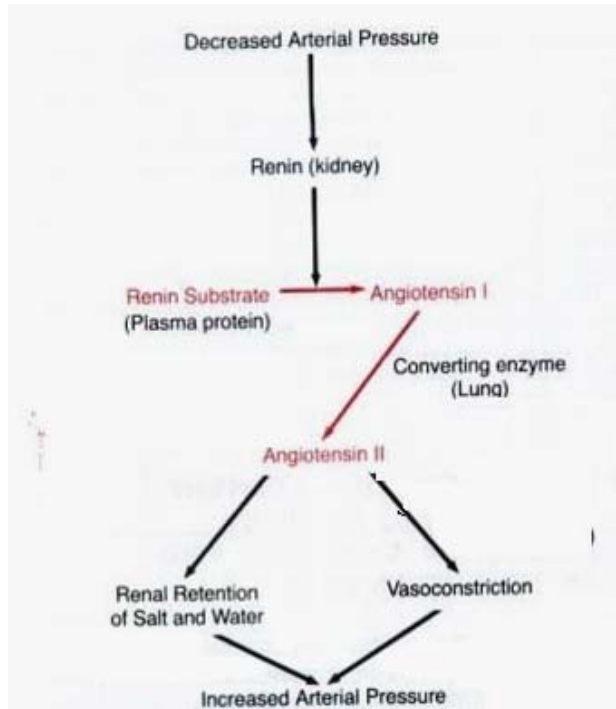 Decreased Arterial Pressure
Renin (kidney)
Renin Substrate
(Plasma protein)
Angiotensin I
Converting enzyme
(Lung)
Angiotensin II
Renal Retention
of Salt and Water
Vasoconstriction
Increased Arterial Pressure